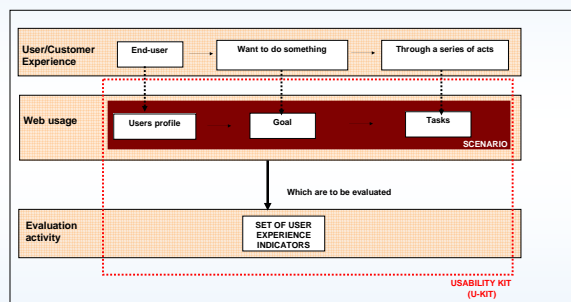 User/Customer
Experience
End-user
Want to do something
Through a series of acts
Web usage
Users profile
Goal
Tasks
SCENARIO
Which are to be evaluated
Evaluation
activity
SET OF USER
EXPERIENCE
INDICATORS
USABILITY KIT
(U-KIT)